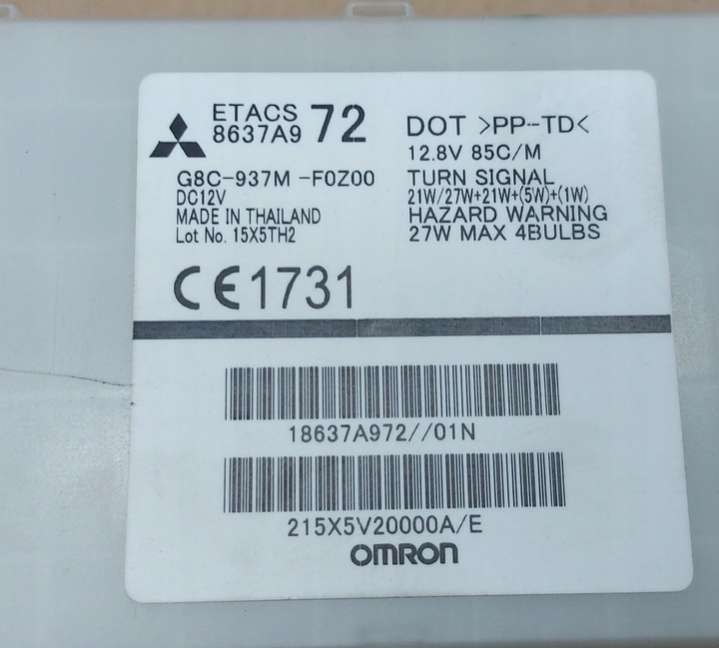 ETACS
8637A9 72
G8C-937M -F0Z00
DC12V
MADE IN THAILAND
Lot No. 15X5TH2
DOT >PP-TD<
12.8V 85C/M
TURN SIGNAL
21W/27W+21W+(5W)+(1W)
HAZARD WARNING
27W MAX 4BULBS
CE1731
18637A972//01N
215X5V20000A/E
OMRON